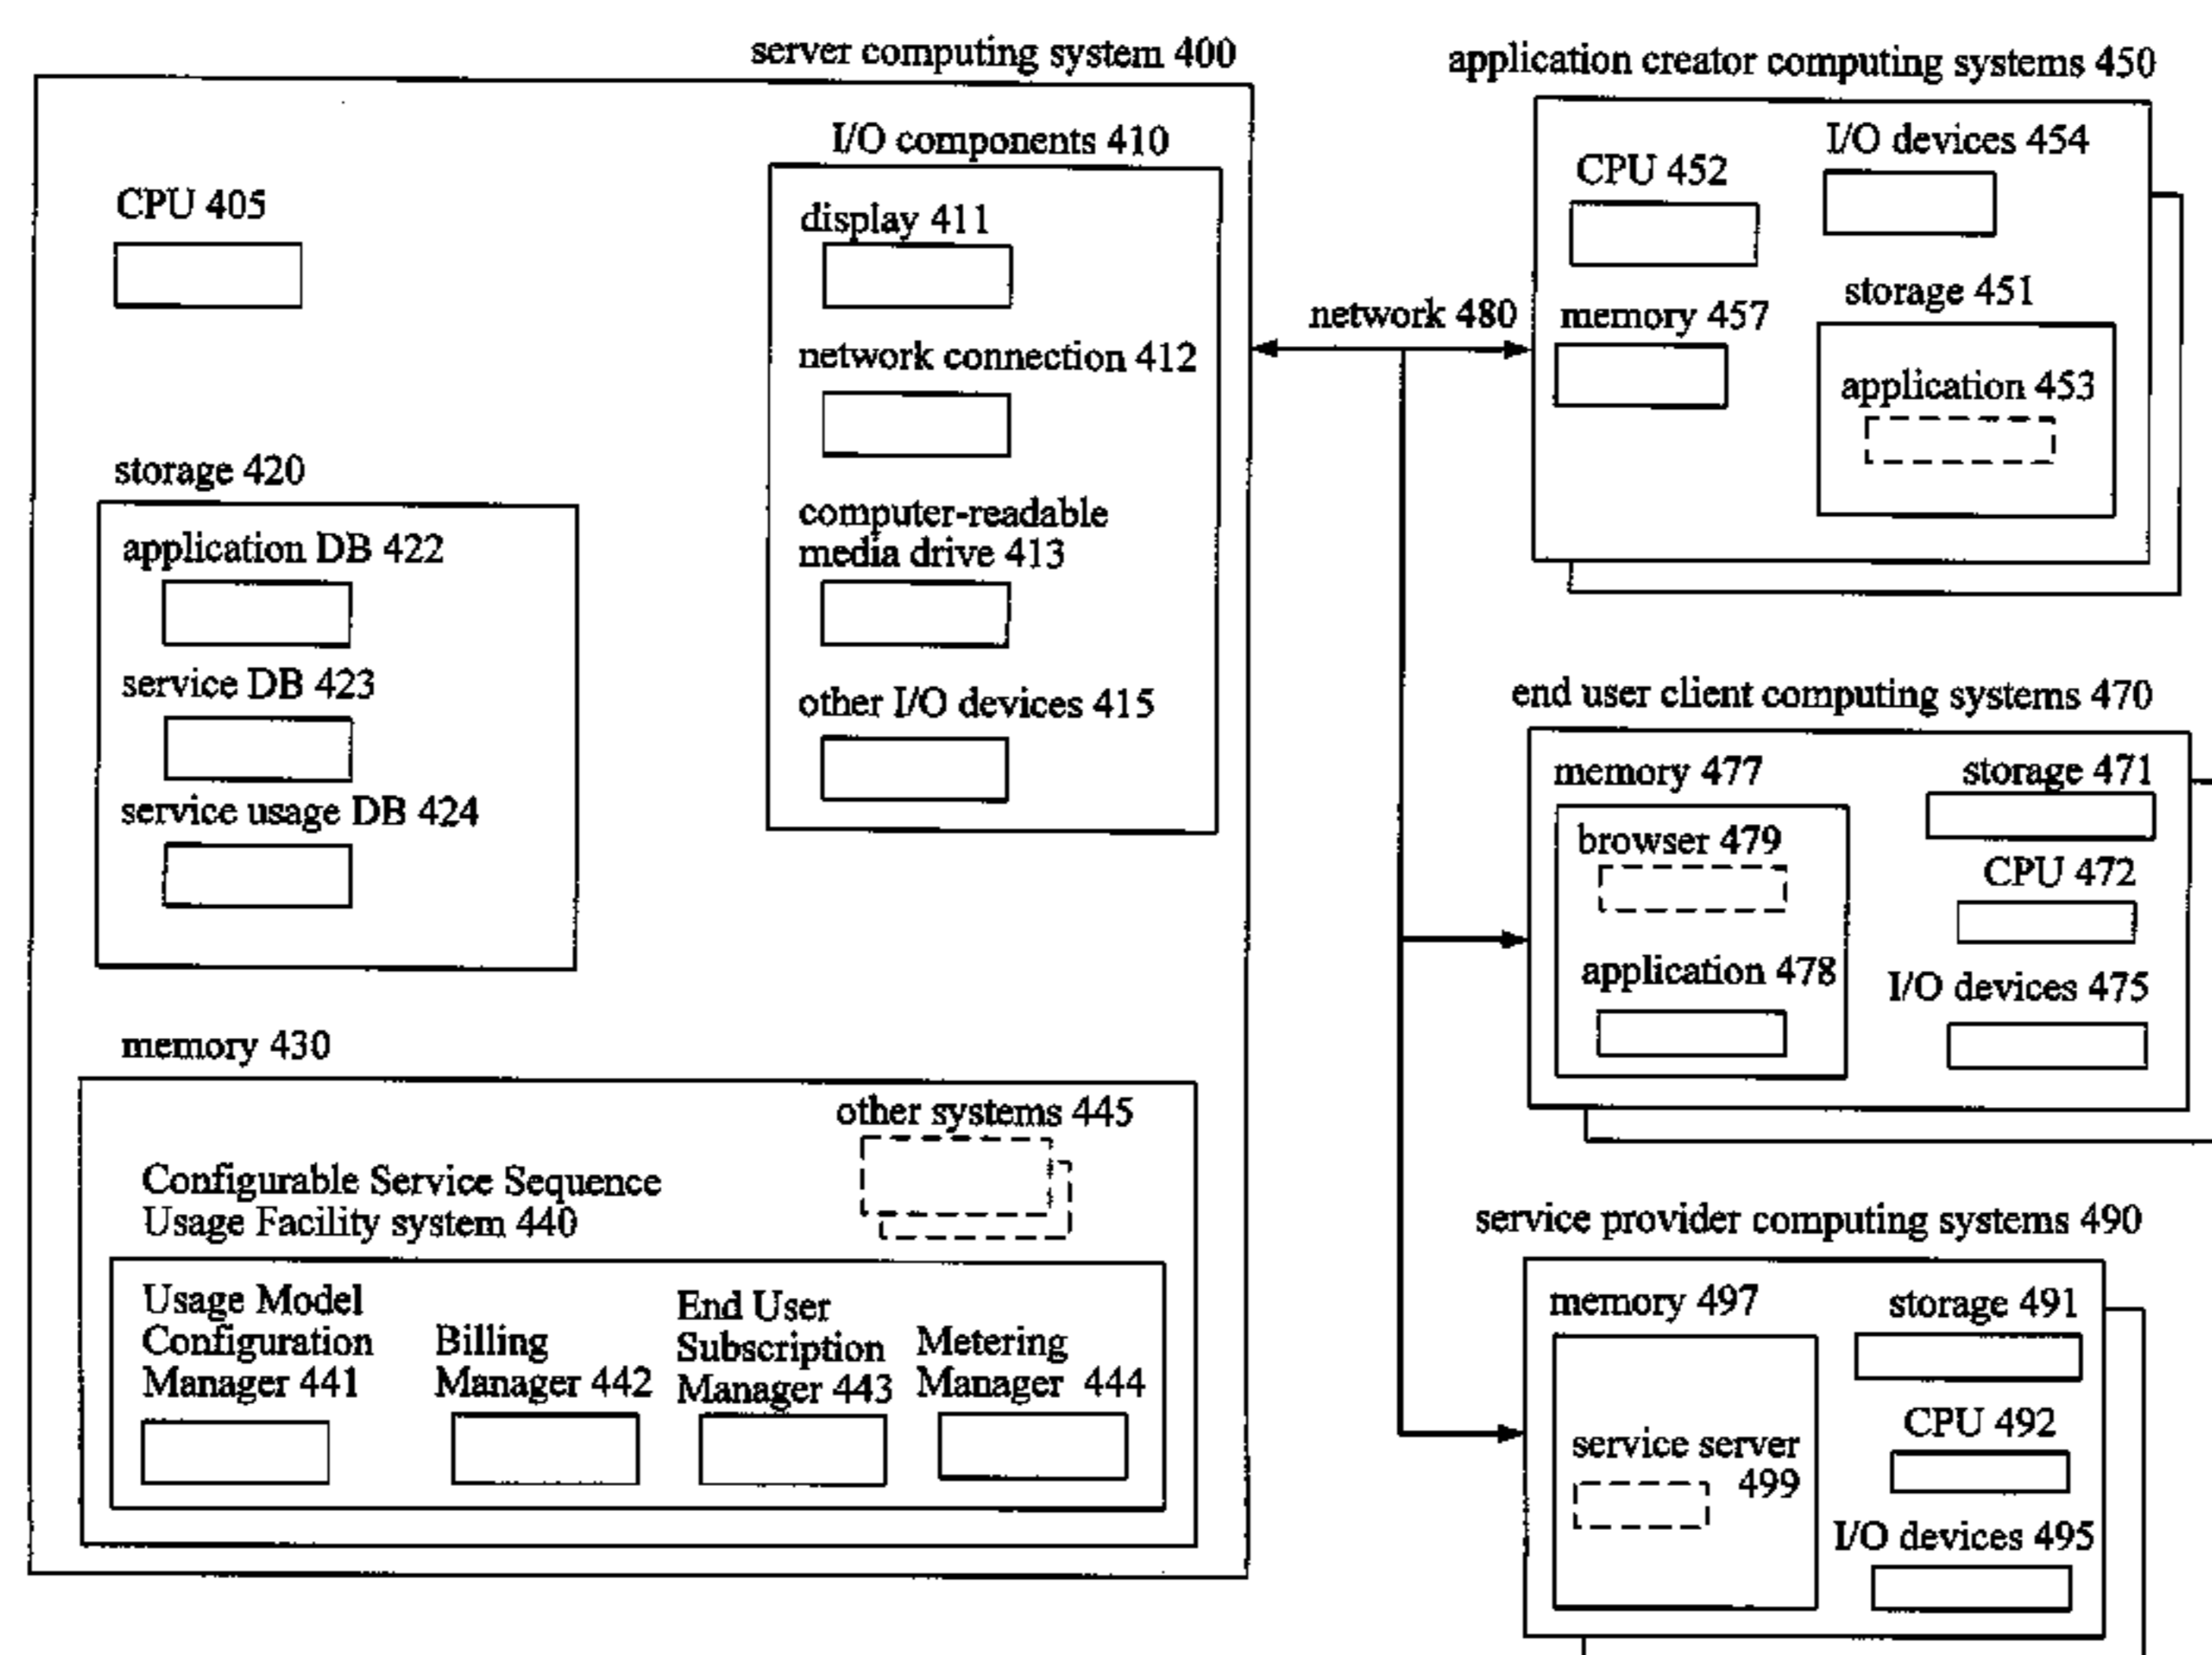 server computing system 400
CPU 405
I/O components 410
display 411
network connection 412
computer-readable
media drive 413
other I/O devices 415
storage 420
application DB 422
service DB 423
service usage DB 424
memory 430
other systems 445
Configurable Service Sequence
Usage Facility system 440
Usage Model
Configuration
Manager 441
Billing
Manager 442
End User
Subscription
Manager 443
Metering
Manager 444
network 480
application creator computing systems 450
CPU 452
I/O devices 454
memory 457
storage 451
application 453
end user client computing systems 470
memory 477
browser 479
application 478
storage 471
CPU 472
I/O devices 475
service provider computing systems 490
memory 497
service server
499
storage 491
CPU 492
I/O devices 495